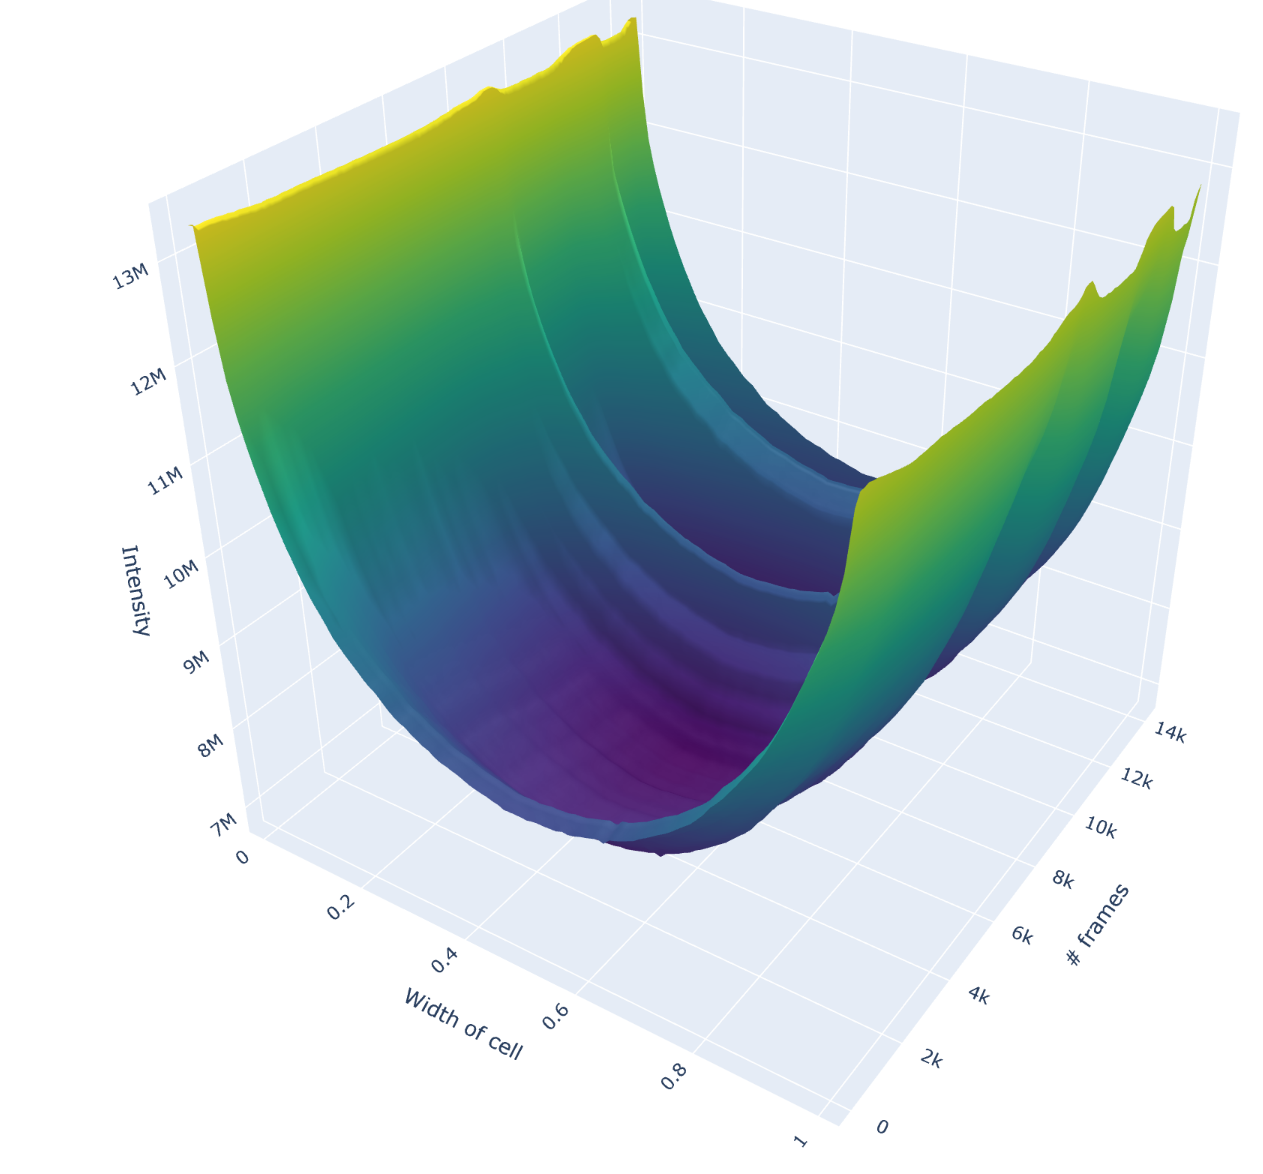 13M
12M
11M
10M
9M
8M
7M
Intensity
0
0.2
0.4
0.6
0.8
1
Width of cell
0
2k
4k
6k
8k
10k
12k
14k
# frames